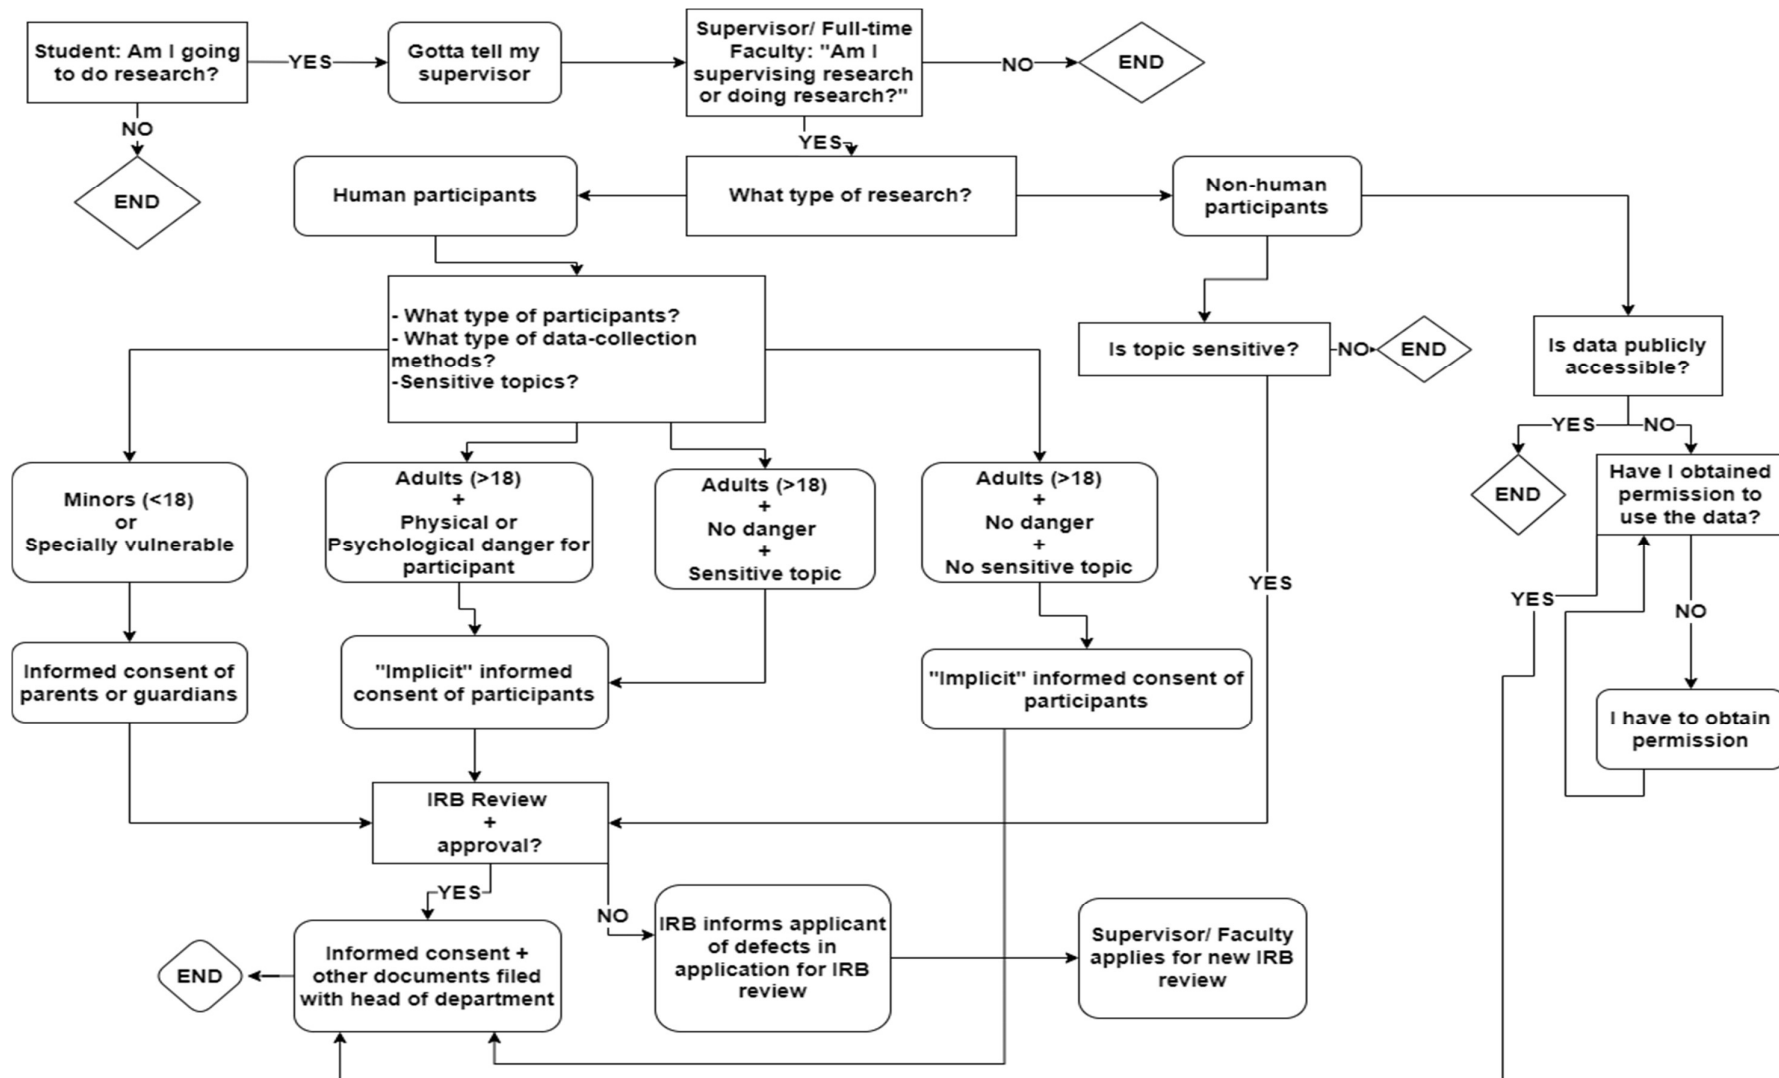 Student: Am I going
to do research?
YES
Gotta tell my
supervisor
Supervisor/ Full-time
Faculty: "Am I
supervising research
or doing research?"
NO
END
NO
END
YES
Human participants
What type of research?
Non-human
participants
- What type of participants?
- What type of data-collection
methods?
-Sensitive topics?
Is topic sensitive?
NO
END
Is data publicly
accessible?
YES
NO
END
Have I obtained
permission to
use the data?
Minors (<18)
or
Specially vulnerable
Adults (>18)
+
Physical or
Psychological danger for
participant
Adults (>18)
+
No danger
+
Sensitive topic
Adults (>18)
+
No danger
+
No sensitive topic
YES
YES
NO
Informed consent of
parents or guardians
"Implicit" informed
consent of participants
"Implicit" informed consent of
participants
I have to obtain
permission
IRB Review
+
approval?
YES
NO
END
Informed consent +
other documents filed
with head of department
IRB informs applicant
of defects in
application for IRB
review
Supervisor/ Faculty
applies for new IRB
review